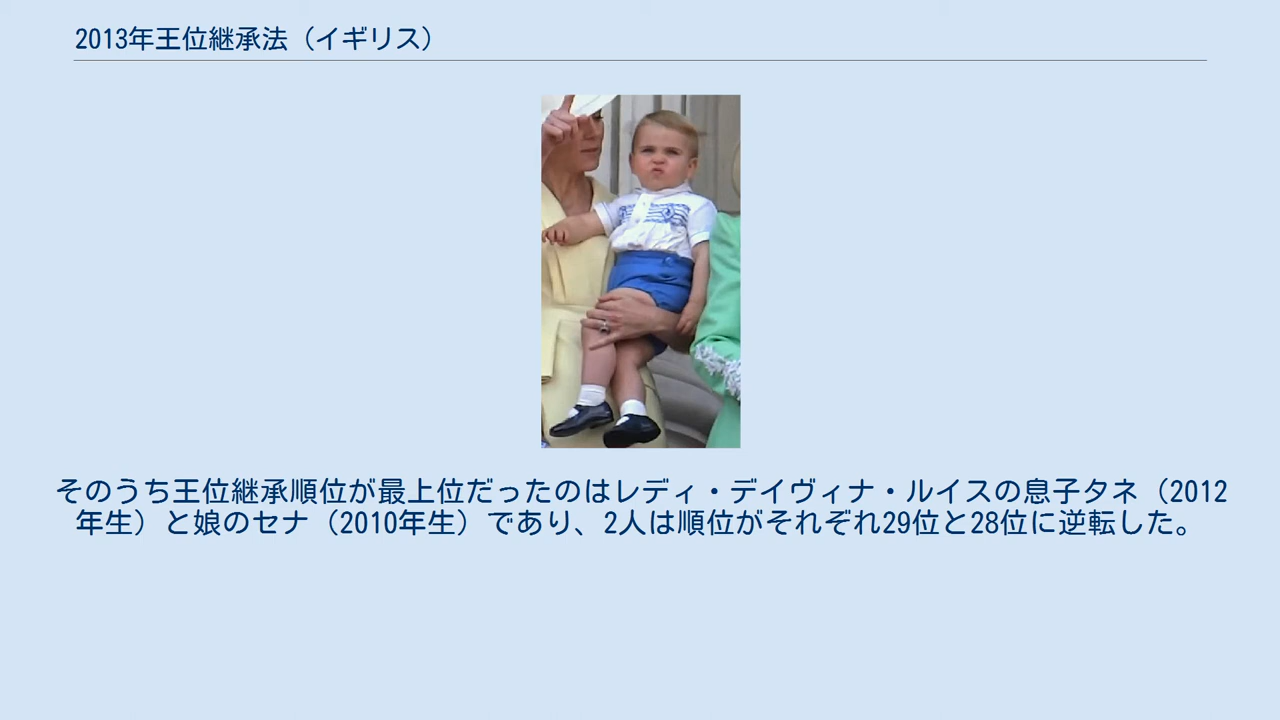 2013年王位継承法（イギリス）
そのうち王位継承順位が最上位だったのはレディ・デイヴィナ・ルイスの息子タネ（2012
年生）と娘のセナ（2010年生）であり、2人は順位がそれぞれ29位と28位に逆転した。